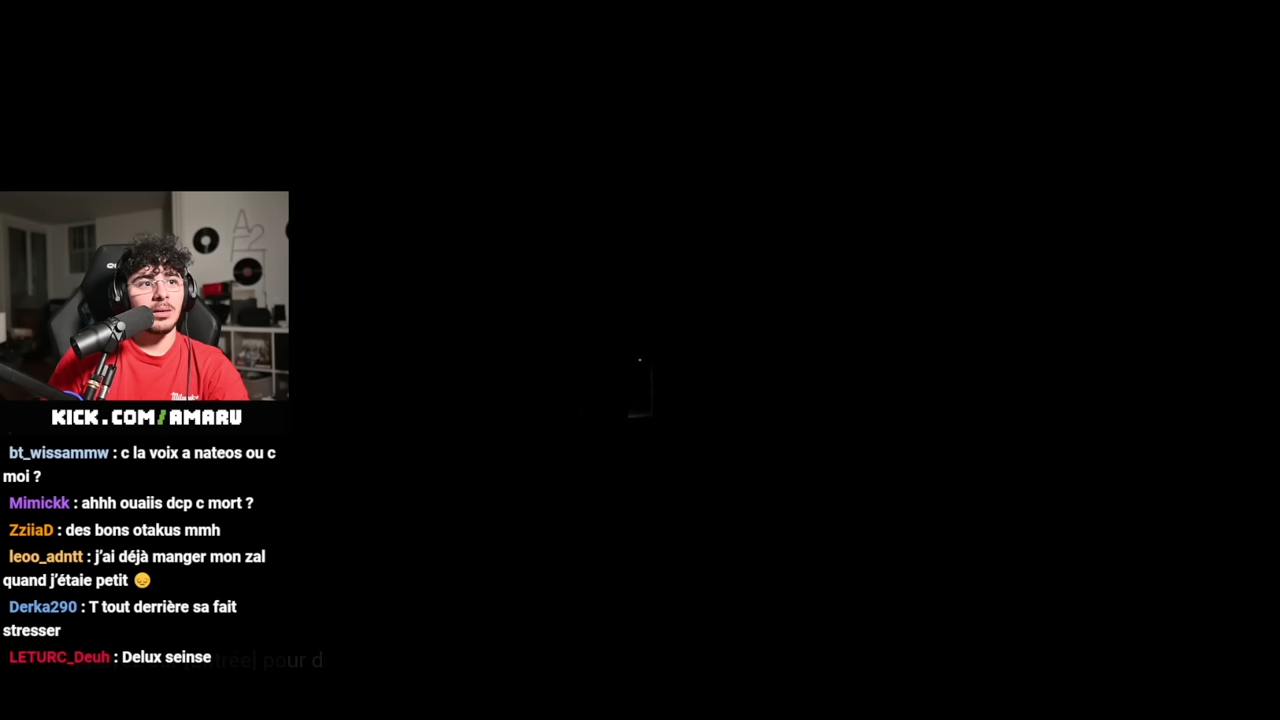 KICK.COM/AMARU
bt_wissammw : c la voix a nateos ou c
moi ?
Mimickk : ahhh ouaiis dcp c mort ?
ZziiaD : des bons otakus mmh
leoo_adntt : j'ai déjà manger mon zal
quand j'étaie petit 😞
Derka290 : T tout derrière sa fait
stresser
LETURC_Deuh : Delux seinse
pour d